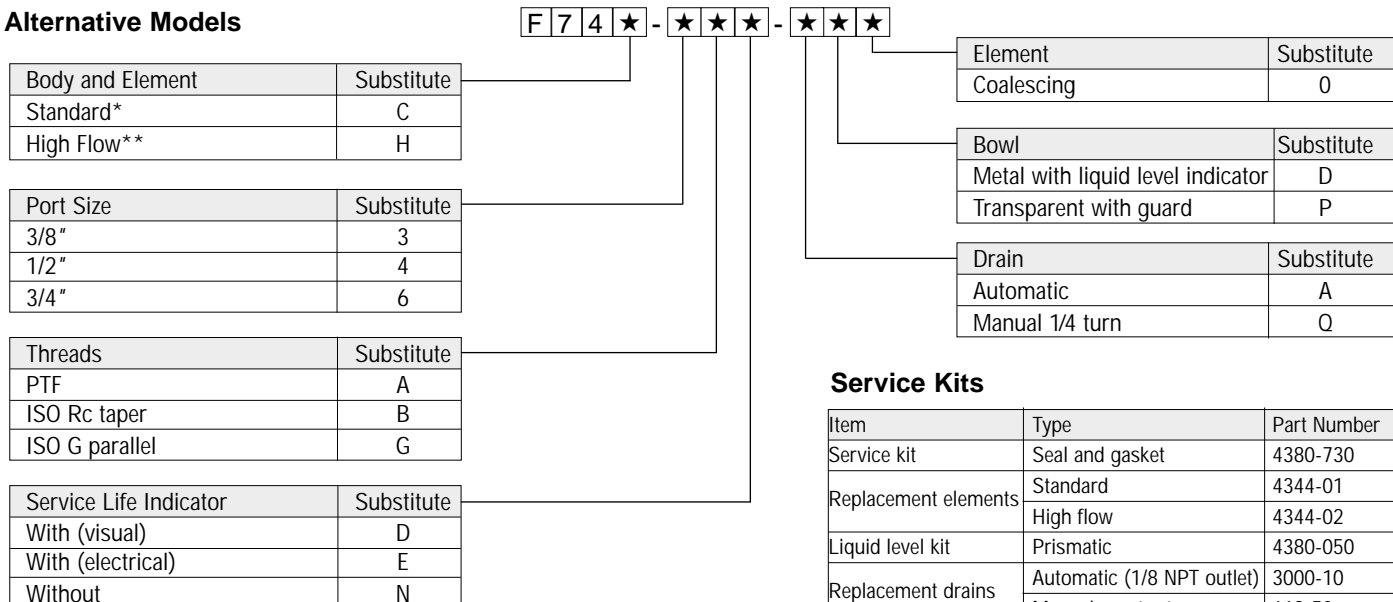 Alternative Models
F 7 4 ★ - ★ ★ ★ - ★ ★ ★
Body and Element Substitute
Standard* C
High Flow** H
Port Size Substitute
3/8" 3
1/2" 4
3/4" 6
Threads Substitute
PTF A
ISO Rc taper B
ISO G parallel G
Service Life Indicator Substitute
With (visual) D
With (electrical) E
Without N
Element Substitute
Coalescing 0
Bowl Substitute
Metal with liquid level indicator D
Transparent with guard P
Drain Substitute
Automatic A
Manual 1/4 turn Q
Service Kits
Item Type Part Number
Service kit Seal and gasket 4380-730
Replacement elements Standard 4344-01
High flow 4344-02
Liquid level kit Prismatic 4380-050
Replacement drains Automatic (1/8 NPT outlet) 3000-10